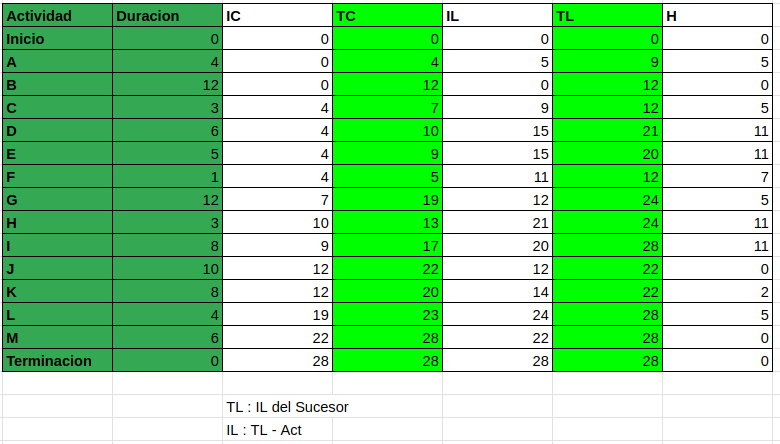 Actividad Duracion IC TC IL TL H
Inicio 0 0 0 0 0 0
A 4 0 4 5 9 5
B 12 0 12 0 12 0
C 3 4 7 9 12 5
D 6 4 10 15 21 11
E 5 4 9 15 20 11
F 1 4 5 11 12 7
G 12 7 19 12 24 5
H 3 10 13 21 24 11
I 8 9 17 20 28 11
J 10 12 22 12 22 0
K 8 12 20 14 22 2
L 4 19 23 24 28 5
M 6 22 28 22 28 0
Terminacion 0 28 28 28 28 0
TL : IL del Sucesor
IL : TL - Act